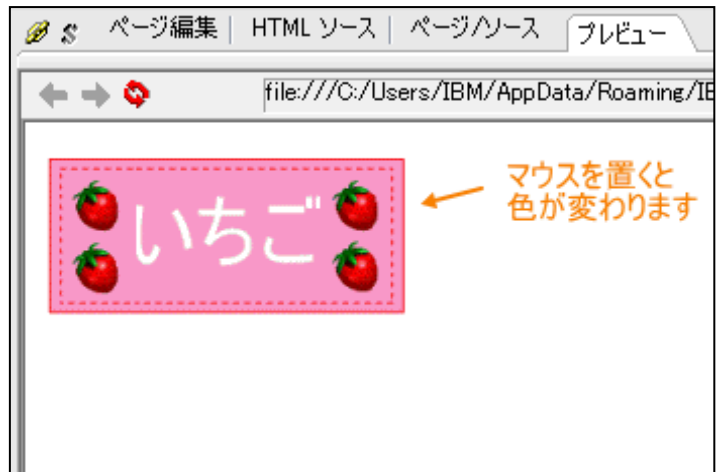 ページ編集 | HTML ソース | ページ/ソース プレビュー
file:///C:/Users/IBM/AppData/Roaming/IE
いちご
マウスを置くと
色が変わります